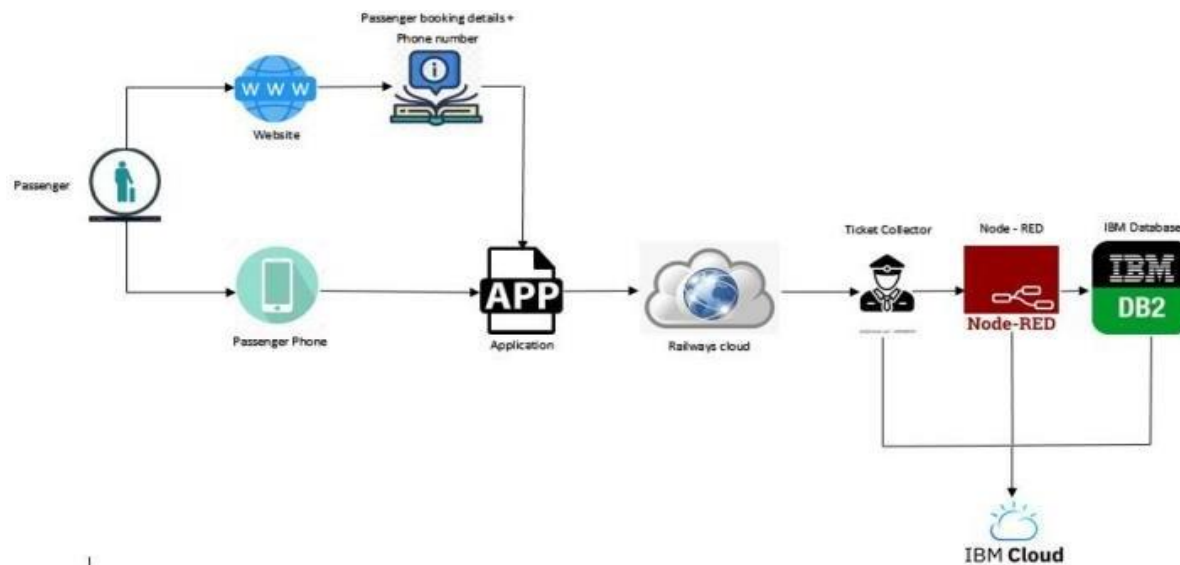 Passenger booking details +
Phone number
W W W
Website
Passenger
Passenger Phone
APP
Application
Railways cloud
Ticket Collector
Node - RED
Node-RED
IBM Database
IBM
DB2
IBM Cloud